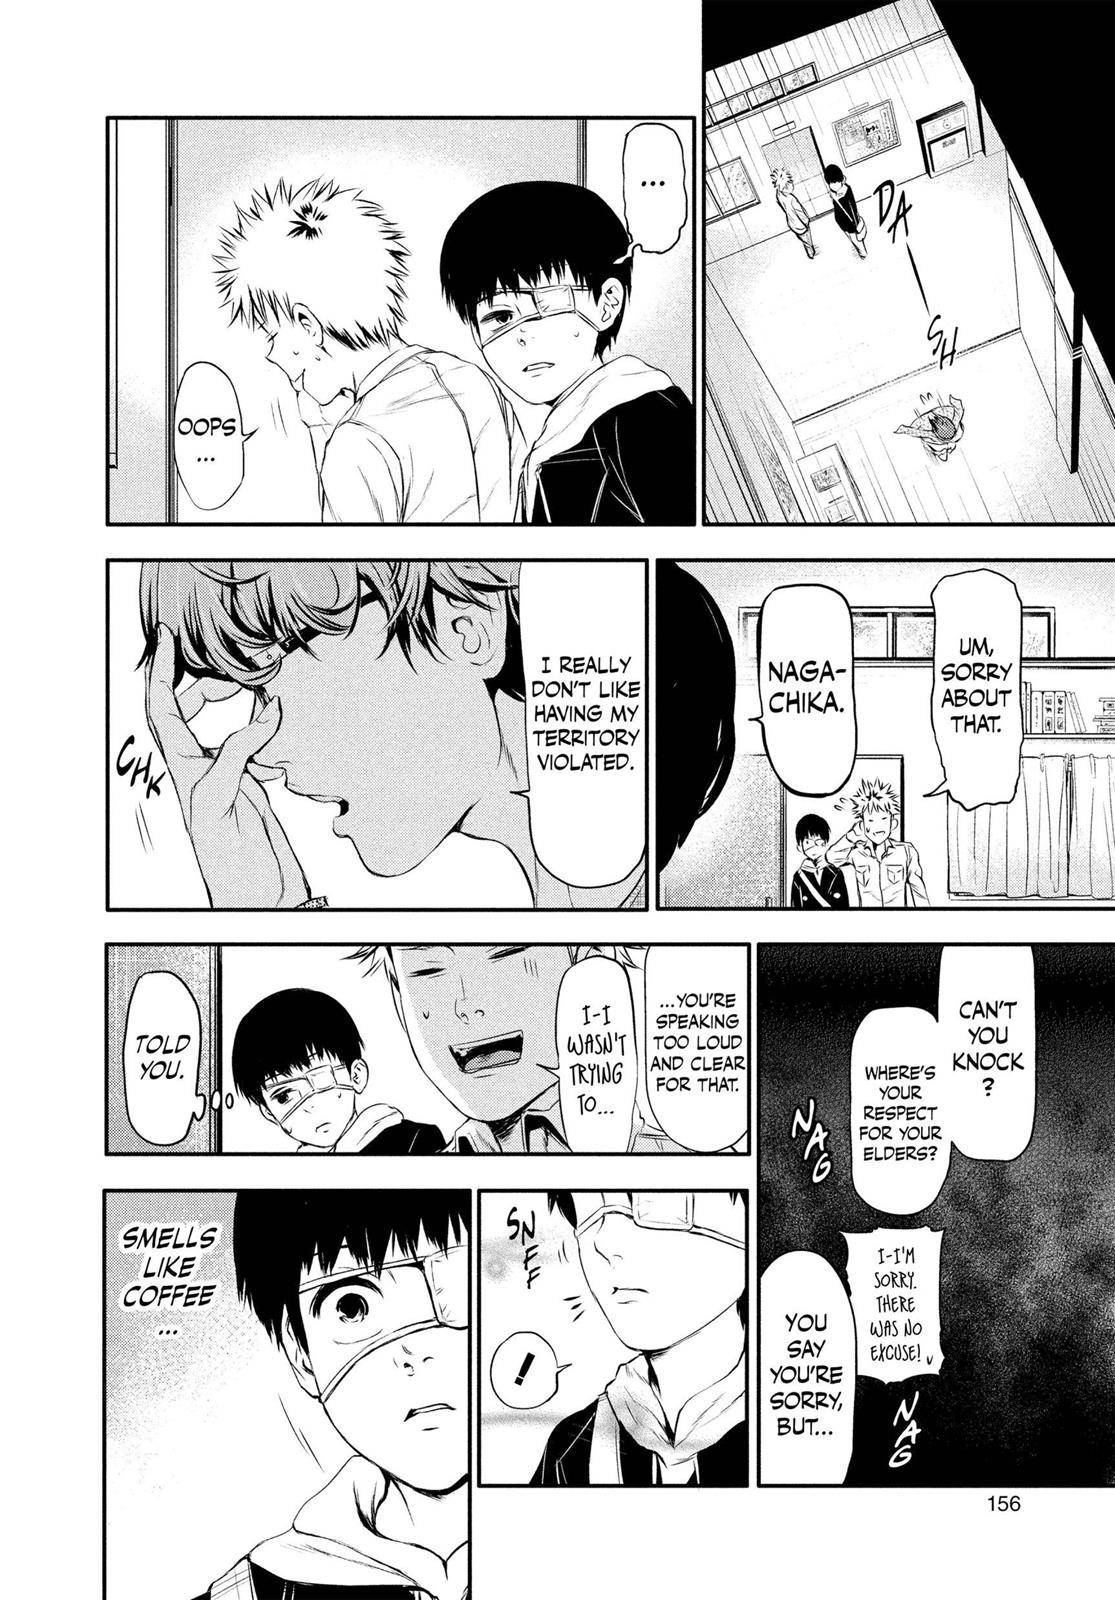 DA
SH
...
OOPS
...
UM,
SORRY
ABOUT
THAT.
NAGA-
CHIKA.
I REALLY
DON'T LIKE
HAVING MY
TERRITORY
VIOLATED.
CHK
CAN'T
YOU
KNOCK
?
WHERE'S
YOUR
RESPECT
FOR YOUR
ELDERS?
NAG
I-I'M
SORRY.
THERE
WAS NO
EXCUSE!
YOU
SAY
YOU'RE
SORRY,
BUT...
NAG
...YOU'RE
SPEAKING
TOO LOUD
AND CLEAR
FOR THAT.
I-I
WASN'T
TRYING
TO...
TOLD
YOU.
SNFF
!
SMELLS
LIKE
COFFEE
...
156